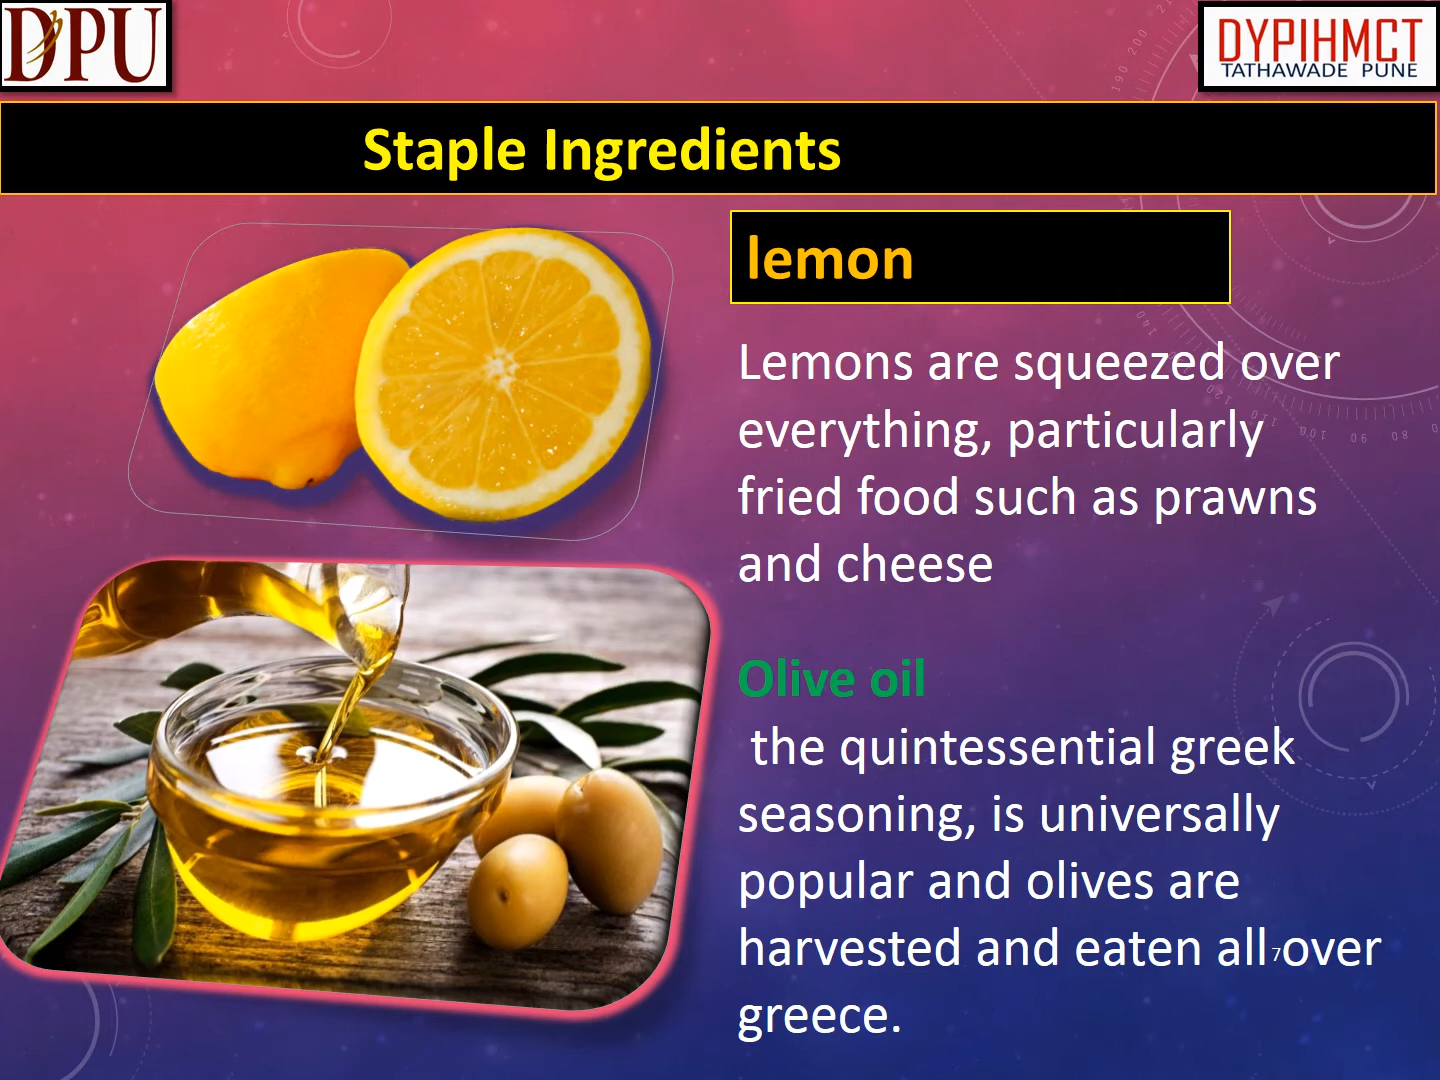 DPU
DYPIHMCT
TATHAWADE PUNE
Staple Ingredients
lemon
Lemons are squeezed over
everything, particularly
fried food such as prawns
and cheese
Olive oil
the quintessential greek
seasoning, is universally
popular and olives are
harvested and eaten all over
greece.
7